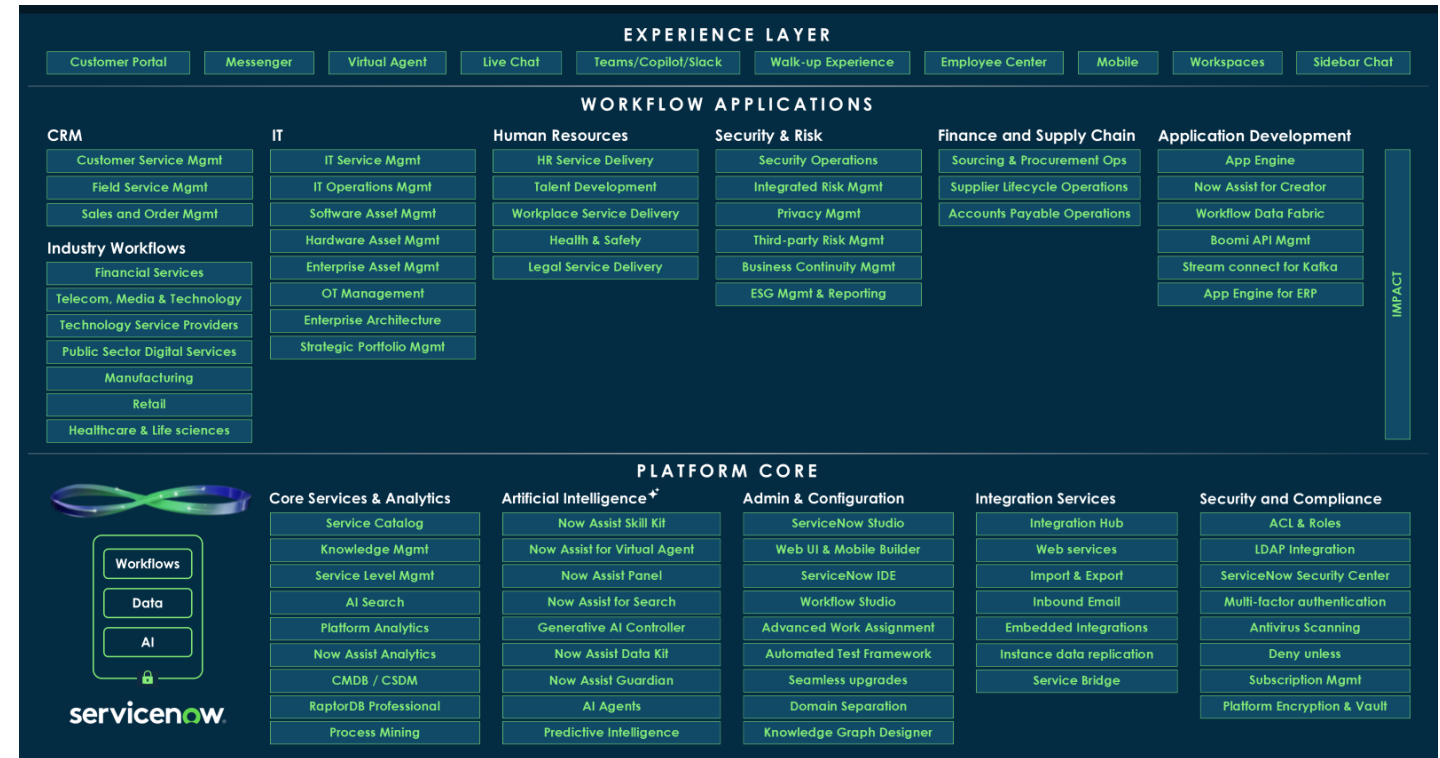 EXPERIENCE LAYER
Customer Portal
Messenger
Virtual Agent
Live Chat
Teams/Copilot/Slack
Walk-up Experience
Employee Center
Mobile
Workspaces
Sidebar Chat
WORKFLOW APPLICATIONS
CRM
Customer Service Mgmt
Field Service Mgmt
Sales and Order Mgmt
Industry Workflows
Financial Services
Telecom, Media & Technology
Technology Service Providers
Public Sector Digital Services
Manufacturing
Retail
Healthcare & Life sciences
IT
IT Service Mgmt
IT Operations Mgmt
Software Asset Mgmt
Hardware Asset Mgmt
Enterprise Asset Mgmt
OT Management
Enterprise Architecture
Strategic Portfolio Mgmt
Human Resources
HR Service Delivery
Talent Development
Workplace Service Delivery
Health & Safety
Legal Service Delivery
Security & Risk
Security Operations
Integrated Risk Mgmt
Privacy Mgmt
Third-party Risk Mgmt
Business Continuity Mgmt
ESG Mgmt & Reporting
Finance and Supply Chain
Sourcing & Procurement Ops
Supplier Lifecycle Operations
Accounts Payable Operations
Application Development
App Engine
Now Assist for Creator
Workflow Data Fabric
Boomi API Mgmt
Stream connect for Kafka
App Engine for ERP
IMPACT
PLATFORM CORE
Workflows
Data
AI
servicenow.
Core Services & Analytics
Service Catalog
Knowledge Mgmt
Service Level Mgmt
AI Search
Platform Analytics
Now Assist Analytics
CMDB / CSDM
RaptorDB Professional
Process Mining
Artificial Intelligence
Now Assist Skill Kit
Now Assist for Virtual Agent
Now Assist Panel
Now Assist for Search
Generative AI Controller
Now Assist Data Kit
Now Assist Guardian
AI Agents
Predictive Intelligence
Admin & Configuration
ServiceNow Studio
Web UI & Mobile Builder
ServiceNow IDE
Workflow Studio
Advanced Work Assignment
Automated Test Framework
Seamless upgrades
Domain Separation
Knowledge Graph Designer
Integration Services
Integration Hub
Web services
Import & Export
Inbound Email
Embedded Integrations
Instance data replication
Service Bridge
Security and Compliance
ACL & Roles
LDAP Integration
ServiceNow Security Center
Multi-factor authentication
Antivirus Scanning
Deny unless
Subscription Mgmt
Platform Encryption & Vault